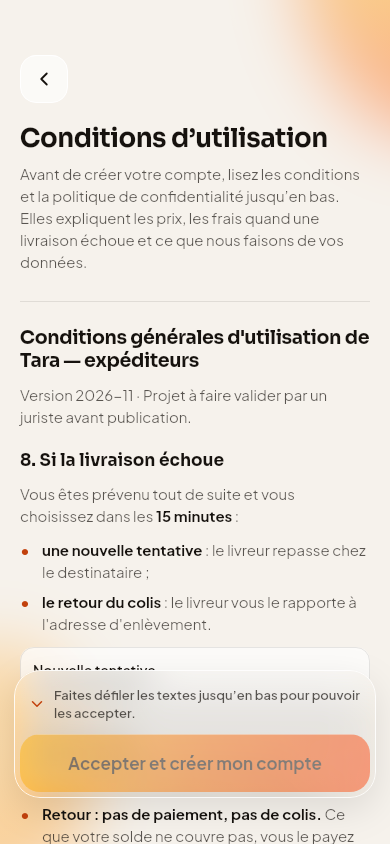 Conditions d’utilisation
Avant de créer votre compte, lisez les conditions
et la politique de confidentialité jusqu’en bas.
Elles expliquent les prix, les frais quand une
livraison échoue et ce que nous faisons de vos
données.
Conditions générales d'utilisation de
Tara — expéditeurs
Version 2026-11 · Projet à faire valider par un
juriste avant publication.
8. Si la livraison échoue
Vous êtes prévenu tout de suite et vous
choisissez dans les 15 minutes :
• une nouvelle tentative : le livreur repasse chez
le destinataire ;
• le retour du colis : le livreur vous le rapporte à
l'adresse d'enlèvement.
Nouvelle tentative
Faites défiler les textes jusqu’en bas pour pouvoir
les accepter.
Accepter et créer mon compte
• Retour : pas de paiement, pas de colis. Ce
que votre solde ne couvre pas, vous le payez